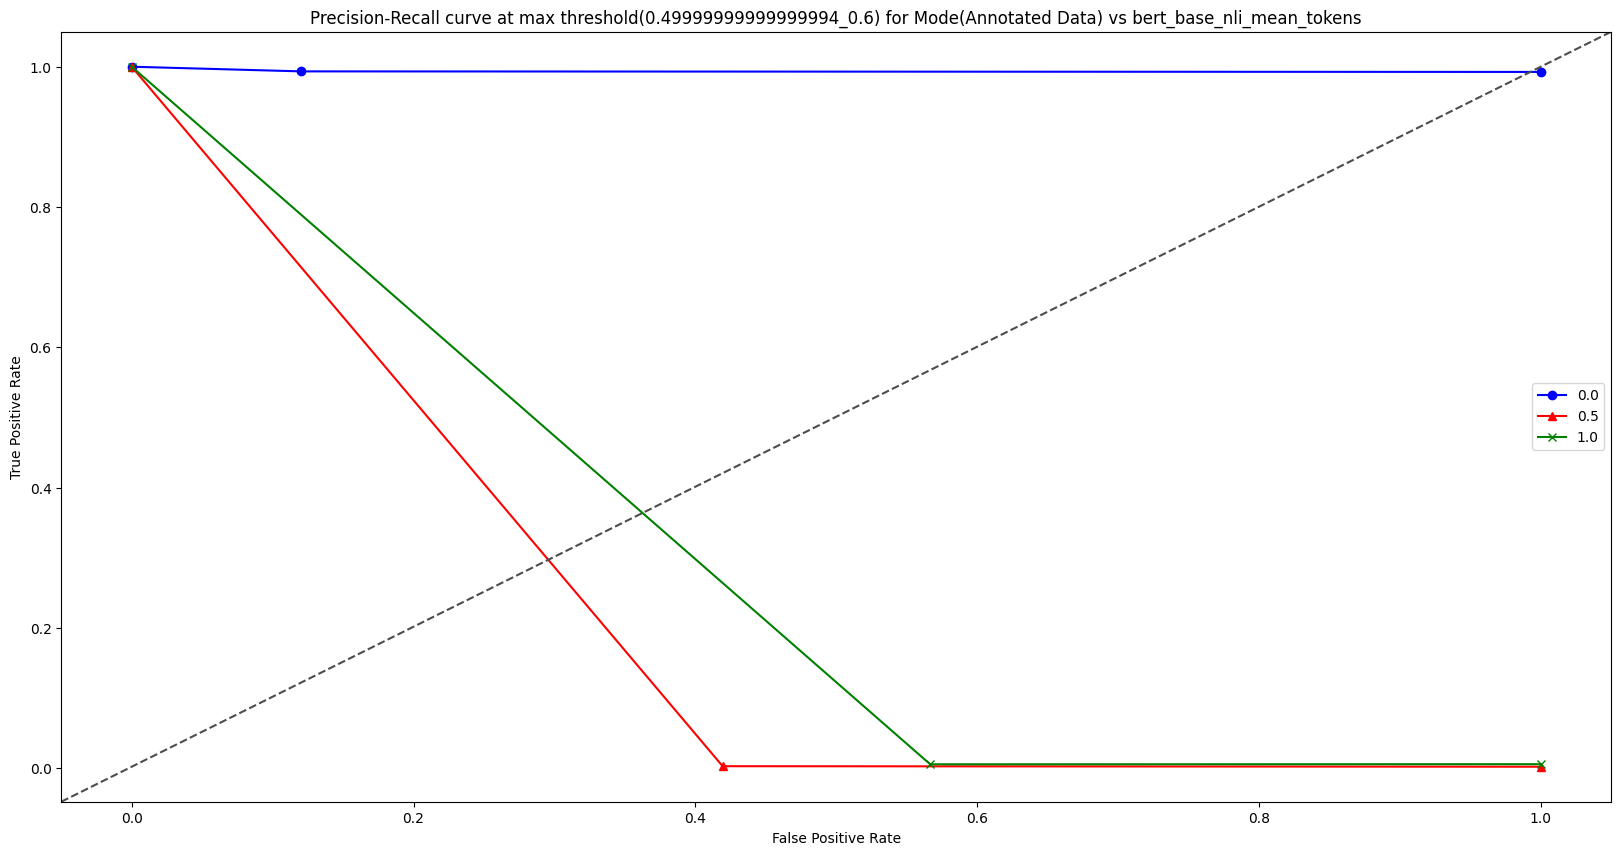 Precision-Recall curve at max threshold(0.49999999999999994_0.6) for Mode(Annotated Data) vs bert_base_nli_mean_tokens
1.0
0.8
0.6
0.4
0.2
0.0
True Positive Rate
0.0
0.5
1.0
0.0 0.2 0.4 0.6 0.8 1.0
False Positive Rate